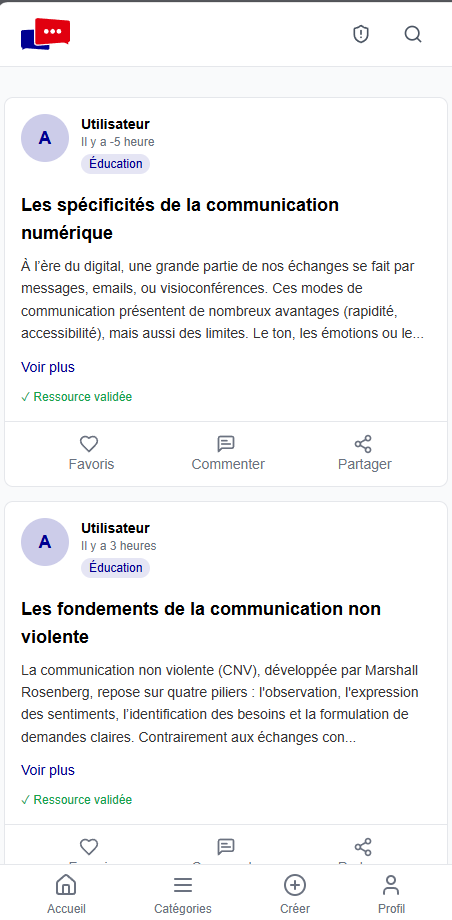 A
Utilisateur
Il y a -5 heure
Éducation
Les spécificités de la communication
numérique
À l'ère du digital, une grande partie de nos échanges se fait par
messages, emails, ou visioconférences. Ces modes de
communication présentent de nombreux avantages (rapidité,
accessibilité), mais aussi des limites. Le ton, les émotions ou le...
Voir plus
✓ Ressource validée
Favoris
Commenter
Partager
A
Utilisateur
Il y a 3 heures
Éducation
Les fondements de la communication non
violente
La communication non violente (CNV), développée par Marshall
Rosenberg, repose sur quatre piliers : l'observation, l'expression
des sentiments, l'identification des besoins et la formulation de
demandes claires. Contrairement aux échanges con...
Voir plus
✓ Ressource validée
Accueil
Catégories
Créer
Profil